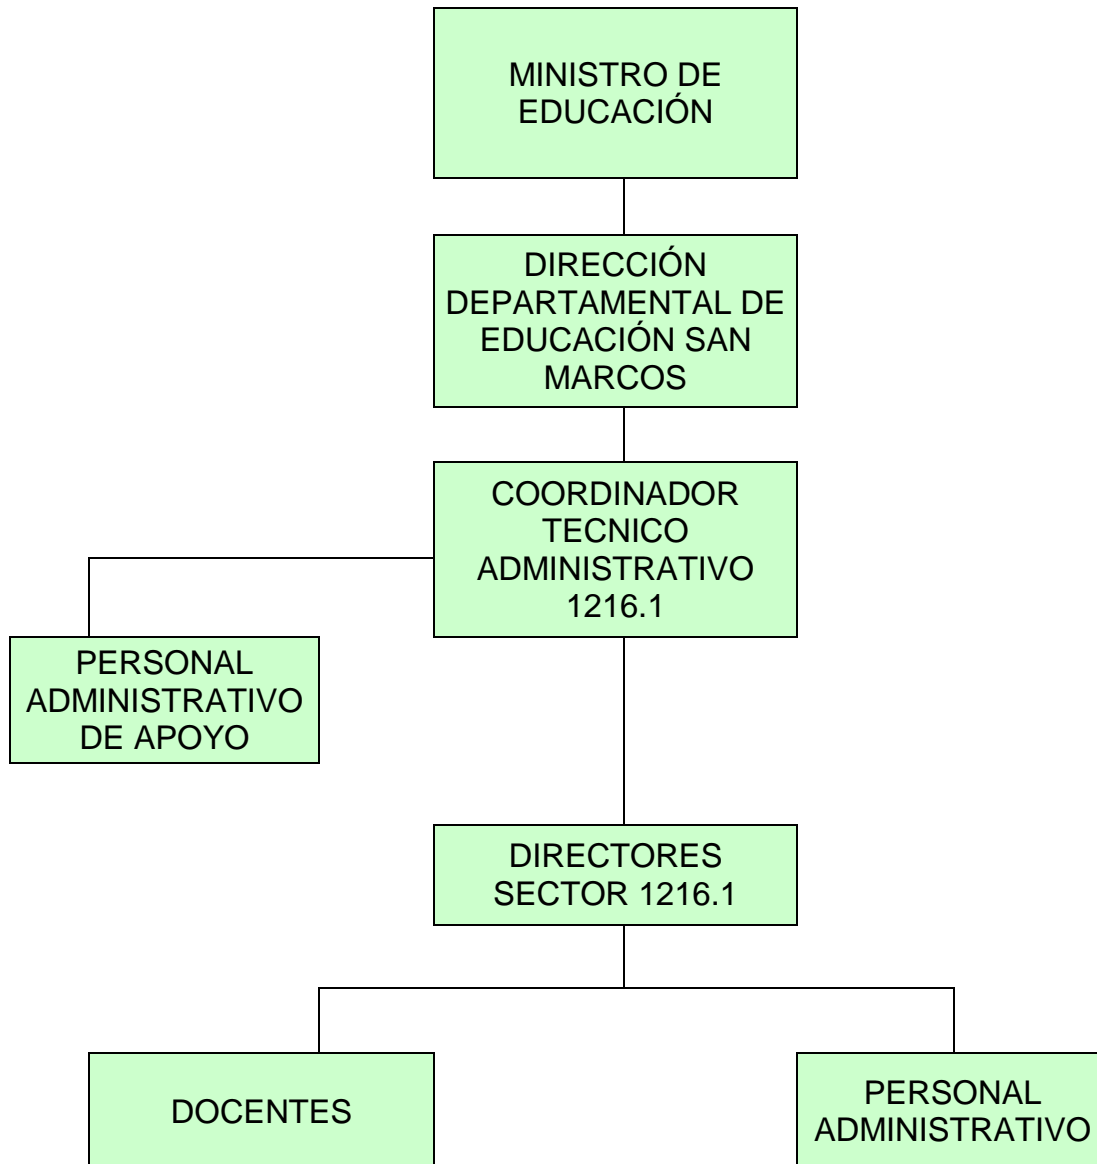 MINISTRO DE
EDUCACIÓN
DIRECCIÓN
DEPARTAMENTAL DE
EDUCACIÓN SAN
MARCOS
COORDINADOR
TECNICO
ADMINISTRATIVO
1216.1
PERSONAL
ADMINISTRATIVO
DE APOYO
DIRECTORES
SECTOR 1216.1
DOCENTES
PERSONAL
ADMINISTRATIVO